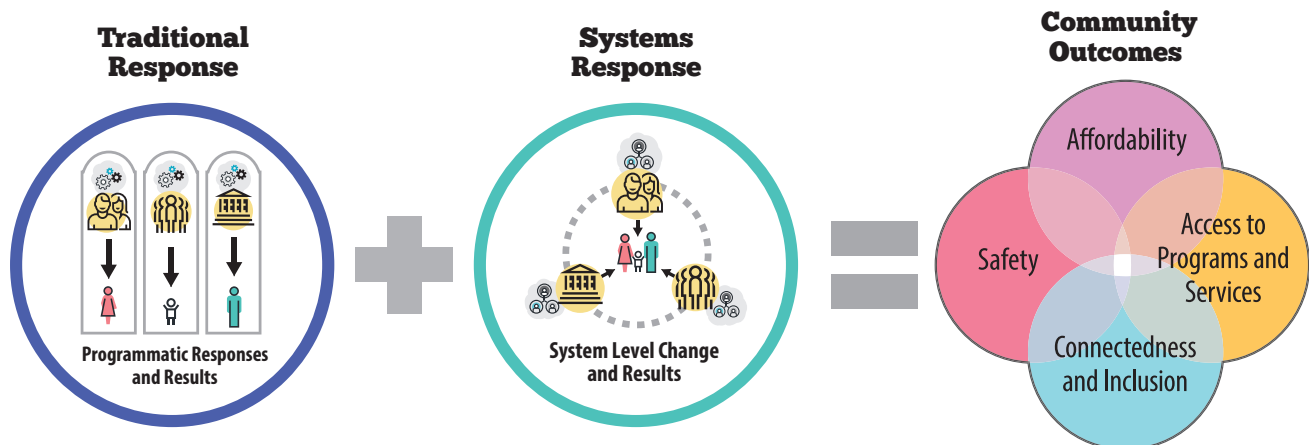 Traditional
Response
Programmatic Responses
and Results
Systems
Response
System Level Change
and Results
Community
Outcomes
Affordability
Safety
Access to
Programs and
Services
Connectedness
and Inclusion